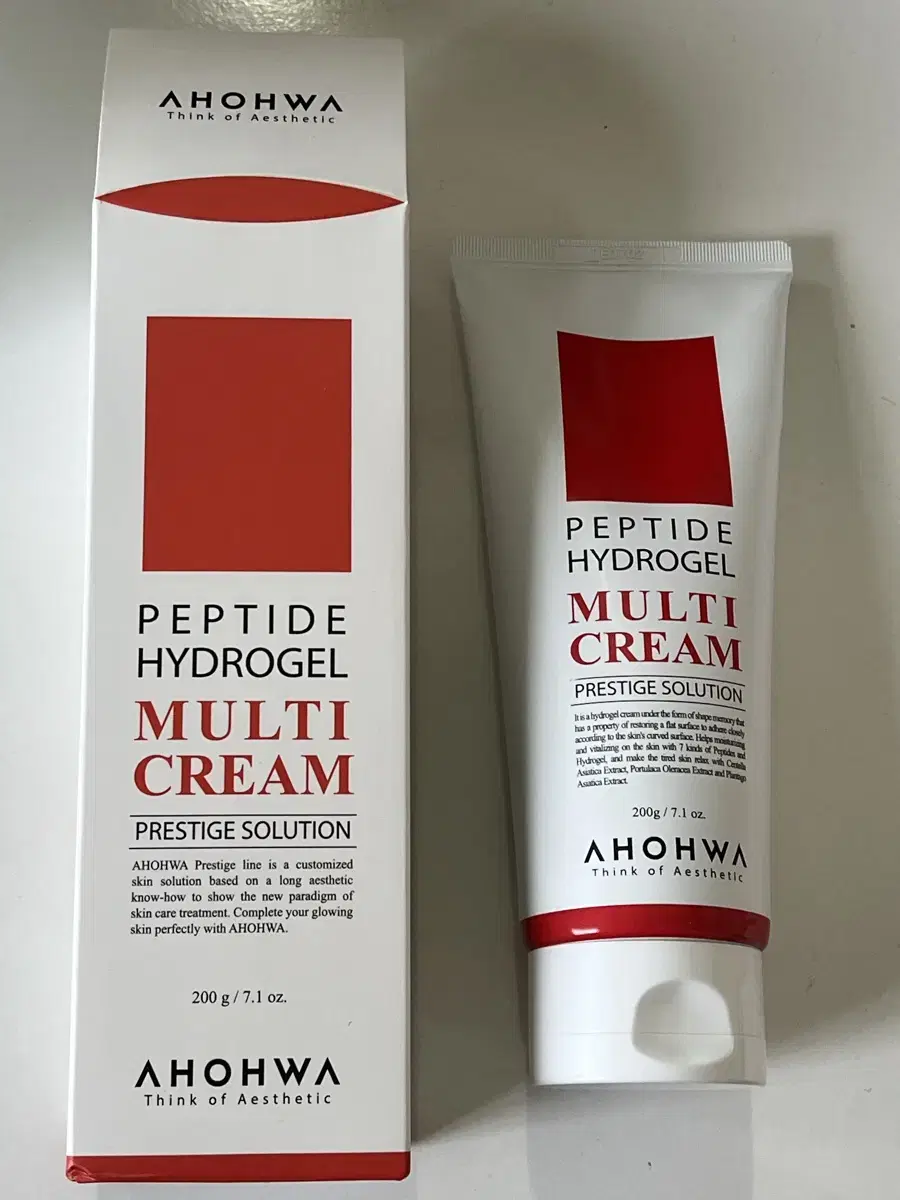 AHOHWA
Think of Aesthetic
PEPTIDE
HYDROGEL
MULTI
CREAM
PRESTIGE SOLUTION
AHOHWA Prestige line is a customized
skin solution based on a long aesthetic
know-how to show the new paradigm of
skin care treatment. Complete your glowing
skin perfectly with AHOHWA.
200 g / 7.1 oz.
AHOHWA
Think of Aesthetic
PEPTIDE
HYDROGEL
MULTI
CREAM
PRESTIGE SOLUTION
It is a hydrogel cream under the form of shape memory that
has a property of restoring a flat surface to adhere closely
according to the skin's curved surface. Helps moisturizing
and vitalizing on the skin with 7 kinds of Peptides and
Hydrogel, and make the tired skin relax with Centella
Asiatica Extract, Portulaca Oleracea Extract and Plantago
Asiatica Extract.
200g / 7.1 oz.
AHOHWA
Think of Aesthetic